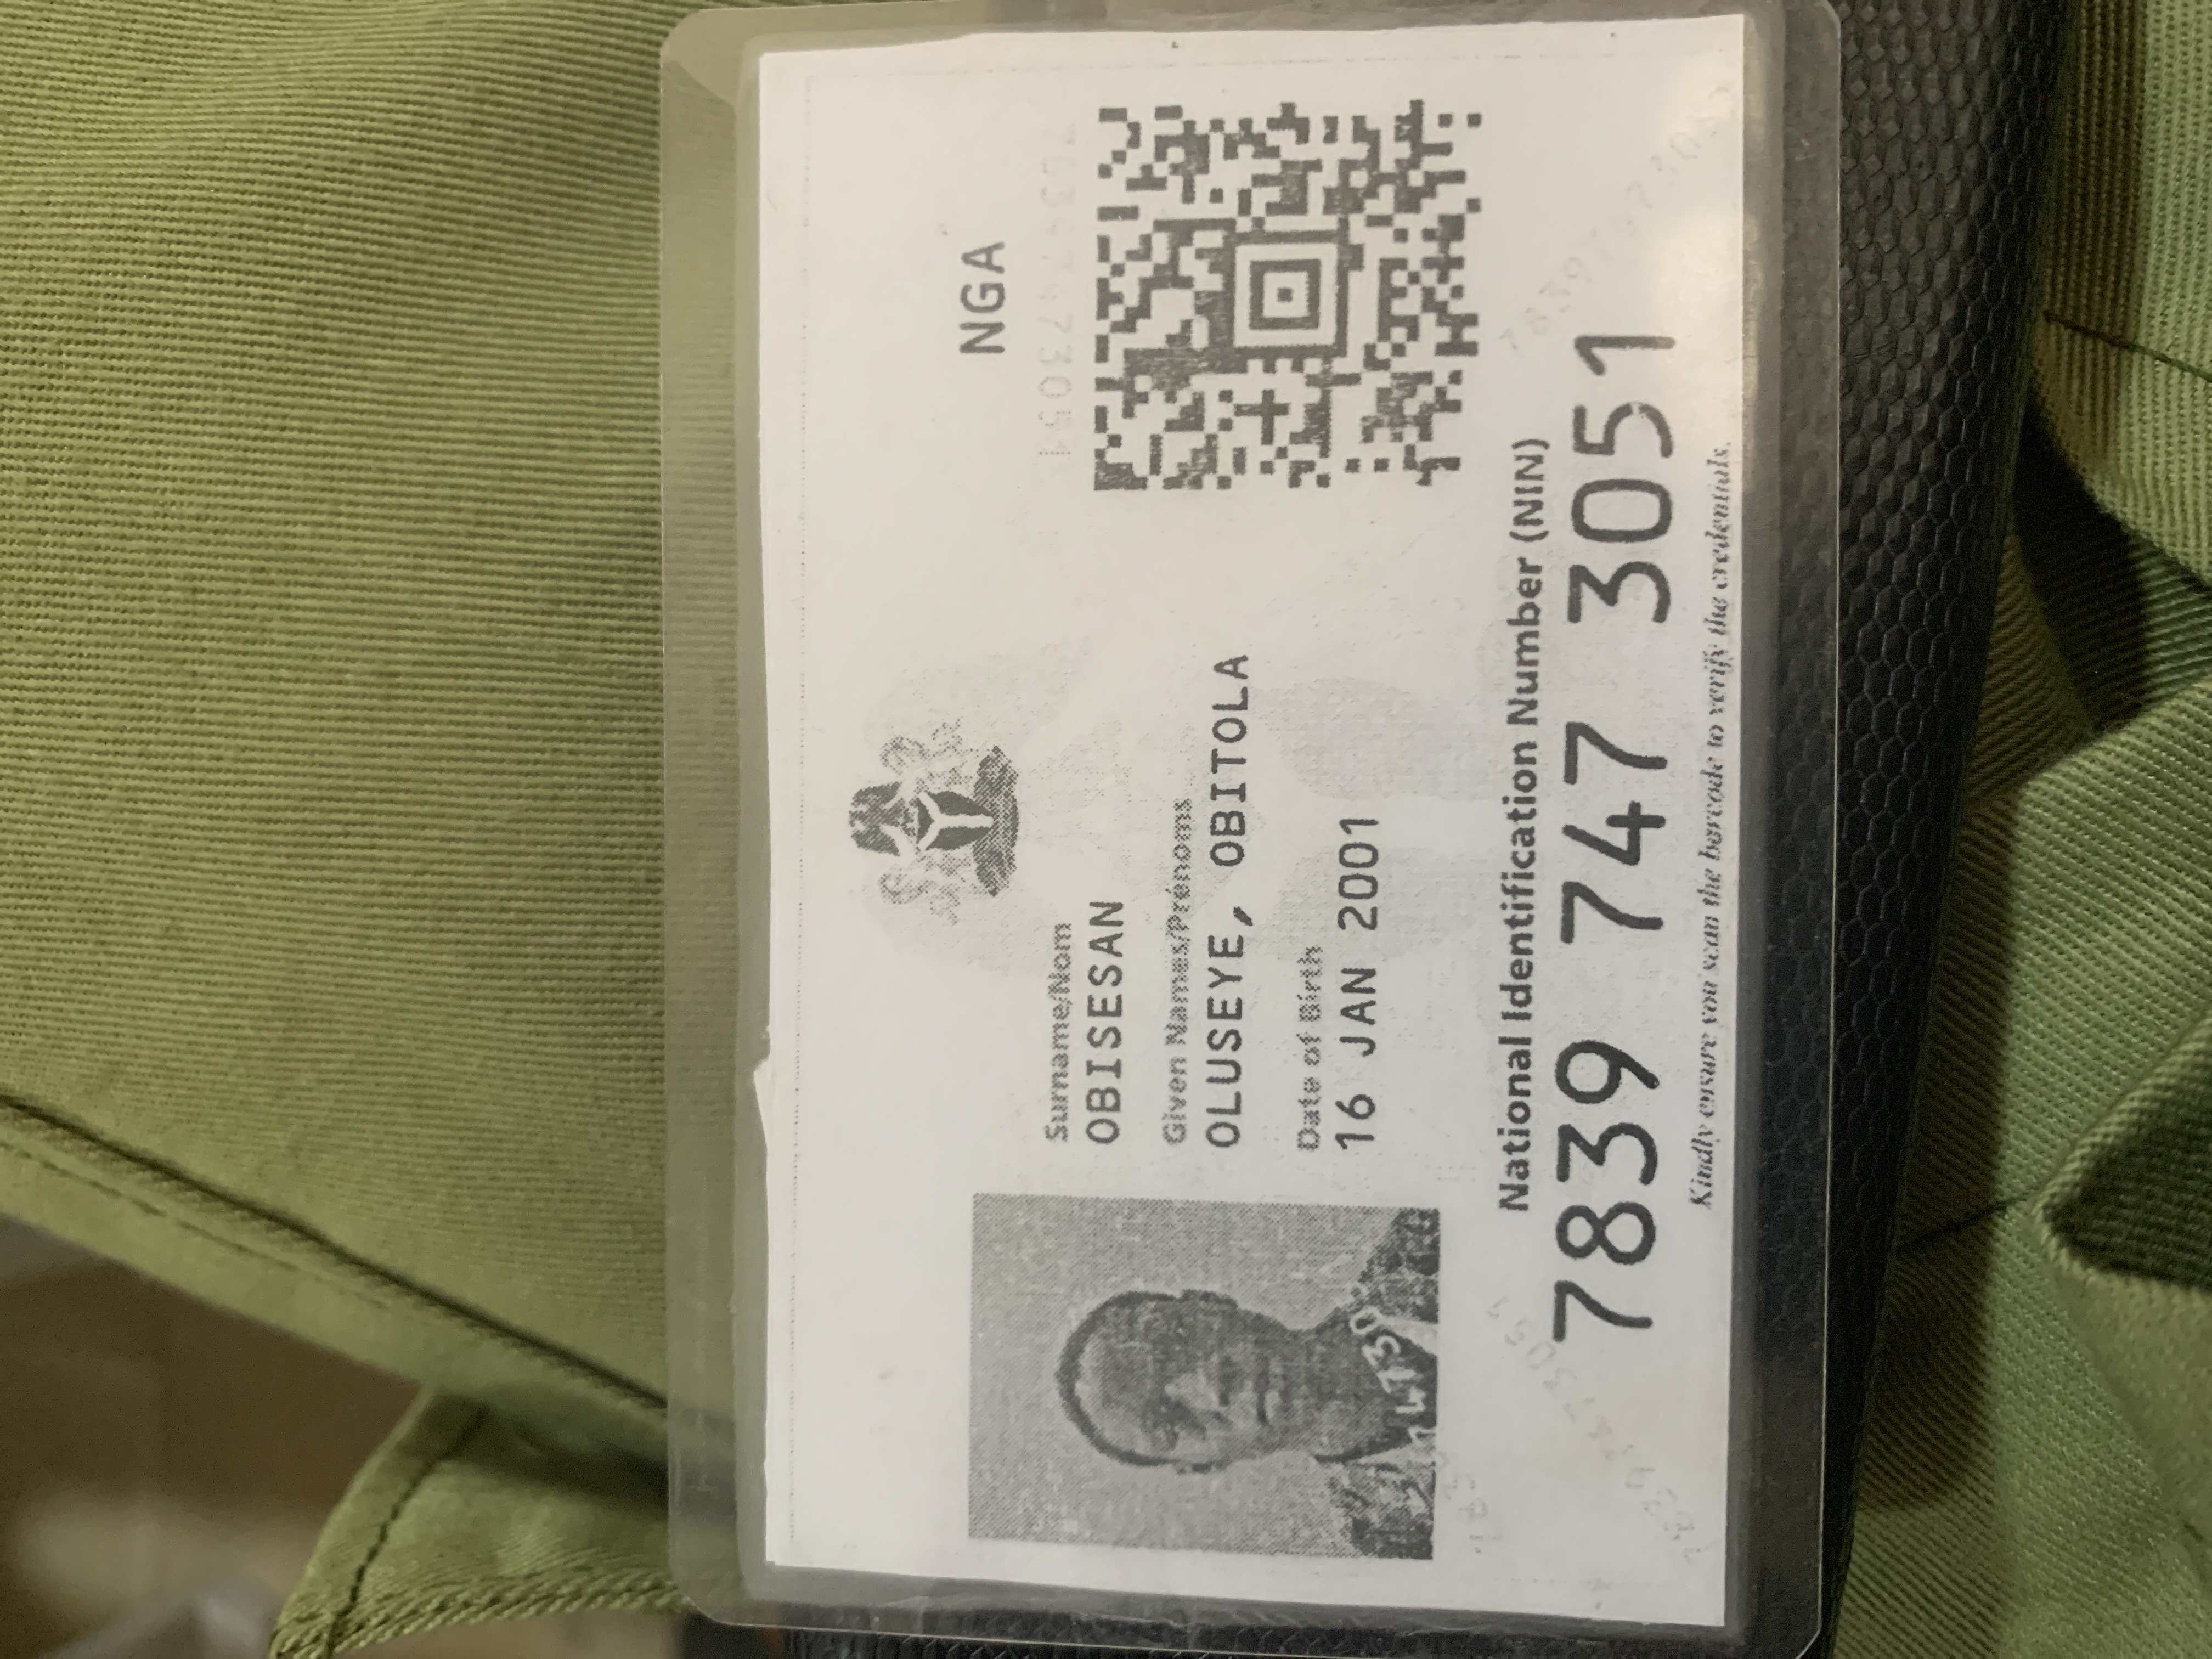 NGA
Surname/Nom
OBISESAN
Given Names/Prénoms
OLUSEYE, OBITOLA
Date of Birth
16 JAN 2001
National Identification Number (NIN)
7839 747 3051
Kindly ensure you scan the barcode to verify the credentials.